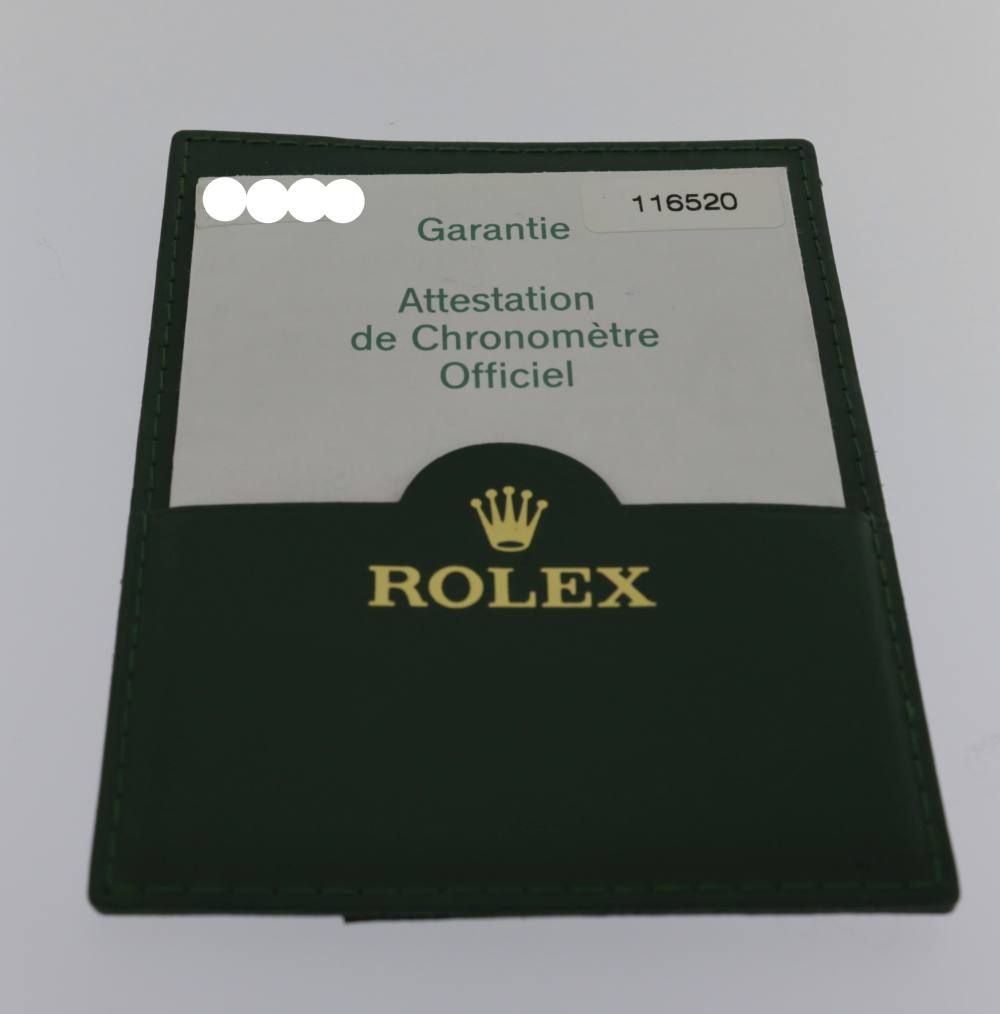 116520
Garantie
Attestation
de Chronomètre
Officiel
ROLEX